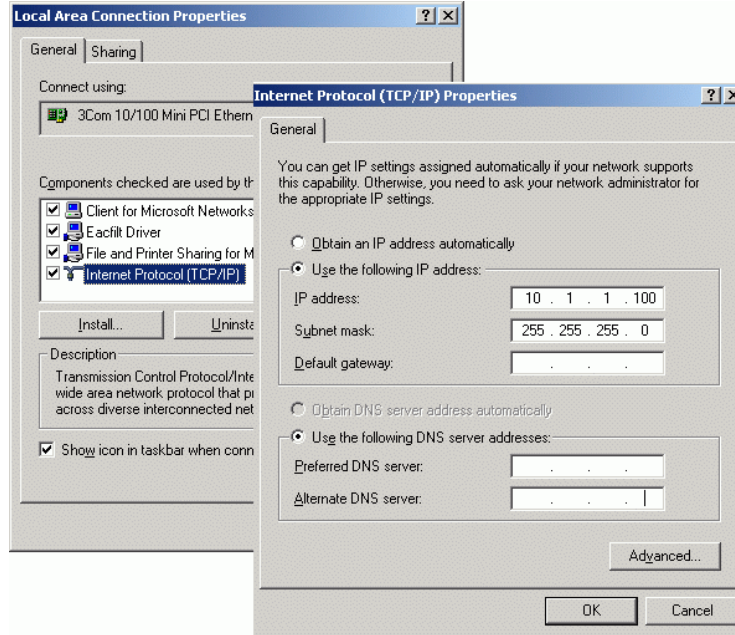 Local Area Connection Properties
General
Sharing
Connect using:
3Com 10/100 Mini PCI Ethern
Components checked are used by th
Client for Microsoft Networks
Eacfilt Driver
File and Printer Sharing for M
Internet Protocol (TCP/IP)
Install...
Uninsta
Description
Transmission Control Protocol/Inte
wide area network protocol that pr
across diverse interconnected net
Show icon in taskbar when conn
Internet Protocol (TCP/IP) Properties
General
You can get IP settings assigned automatically if your network supports
this capability. Otherwise, you need to ask your network administrator for
the appropriate IP settings.
Obtain an IP address automatically
Use the following IP address:
IP address:
10 . 1 . 1 . 100
Subnet mask:
255 . 255 . 255 . 0
Default gateway:
. . .
Obtain DNS server address automatically
Use the following DNS server addresses:
Preferred DNS server:
. . .
Alternate DNS server:
. . .
Advanced...
OK
Cancel